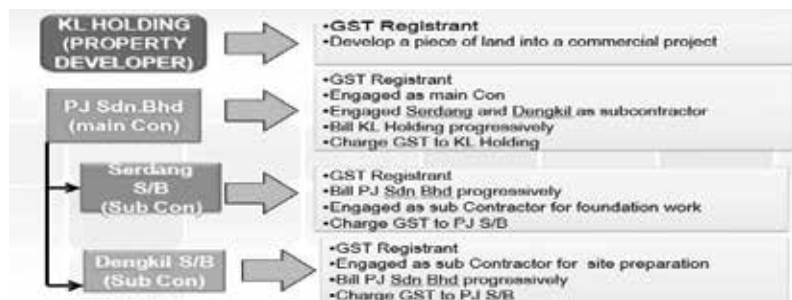 KL HOLDING
(PROPERTY
DEVELOPER)
•GST Registrant
•Develop a piece of land into a commercial project
PJ Sdn.Bhd
(main Con)
•GST Registrant
•Engaged as main Con
•Engaged Serdang and Dengkil as subcontractor
•Bill KL Holding progressively
•Charge GST to KL Holding
Serdang
S/B
(Sub Con)
•GST Registrant
•Bill PJ Sdn Bhd progressively
•Engaged as sub Contractor for foundation work
•Charge GST to PJ S/B
Dengkil S/B
(Sub Con)
•GST Registrant
•Engaged as sub Contractor for site preparation
•Bill PJ Sdn Bhd progressively
•Charge GST to PJ S/B